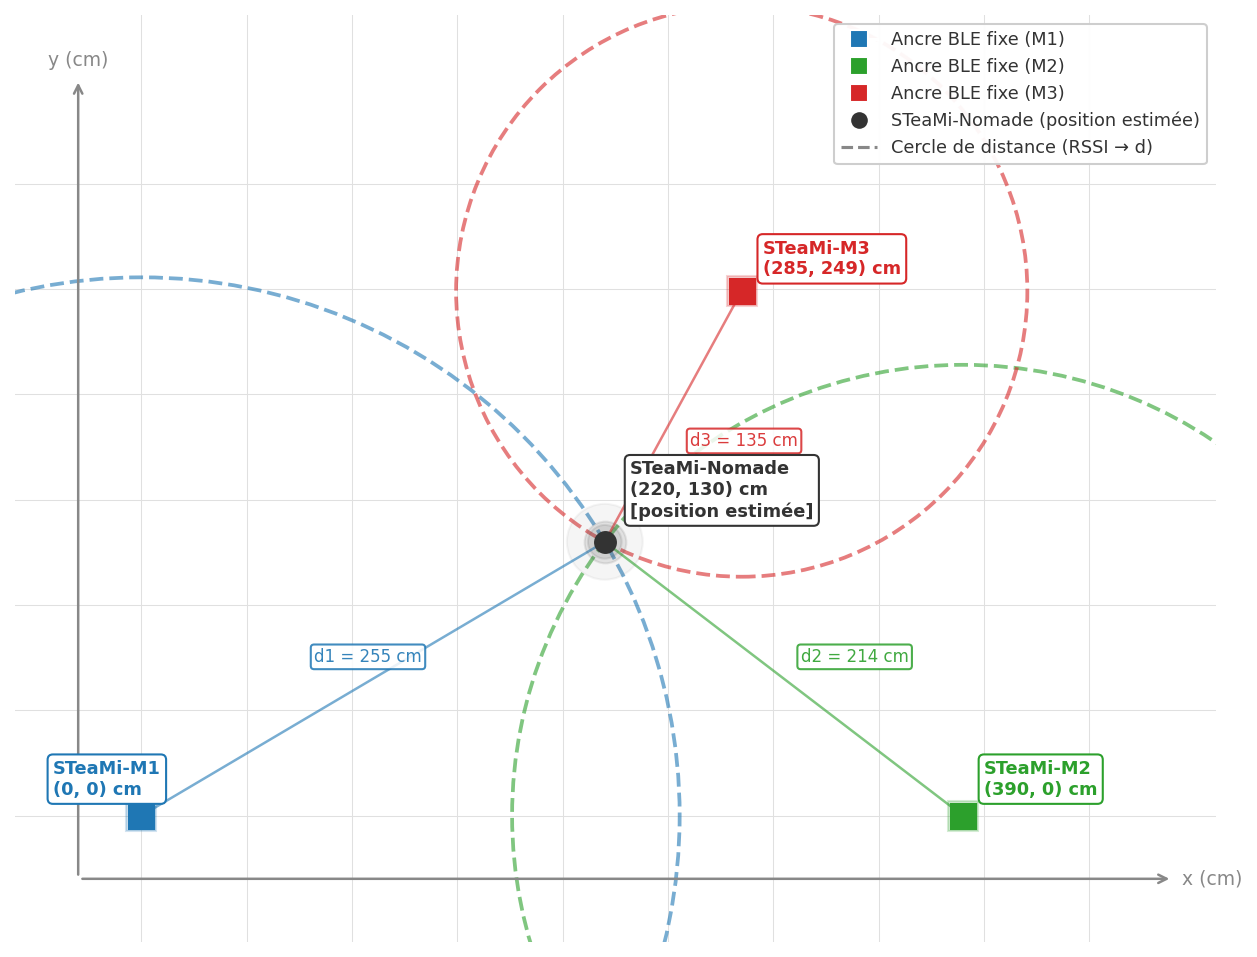 y (cm)
Ancre BLE fixe (M1)
Ancre BLE fixe (M2)
Ancre BLE fixe (M3)
STeaMi-Nomade (position estimée)
Cercle de distance (RSSI → d)
STeaMi-M3
(285, 249) cm
d3 = 135 cm
STeaMi-Nomade
(220, 130) cm
[position estimée]
d1 = 255 cm
d2 = 214 cm
STeaMi-M1
(0, 0) cm
STeaMi-M2
(390, 0) cm
x (cm)